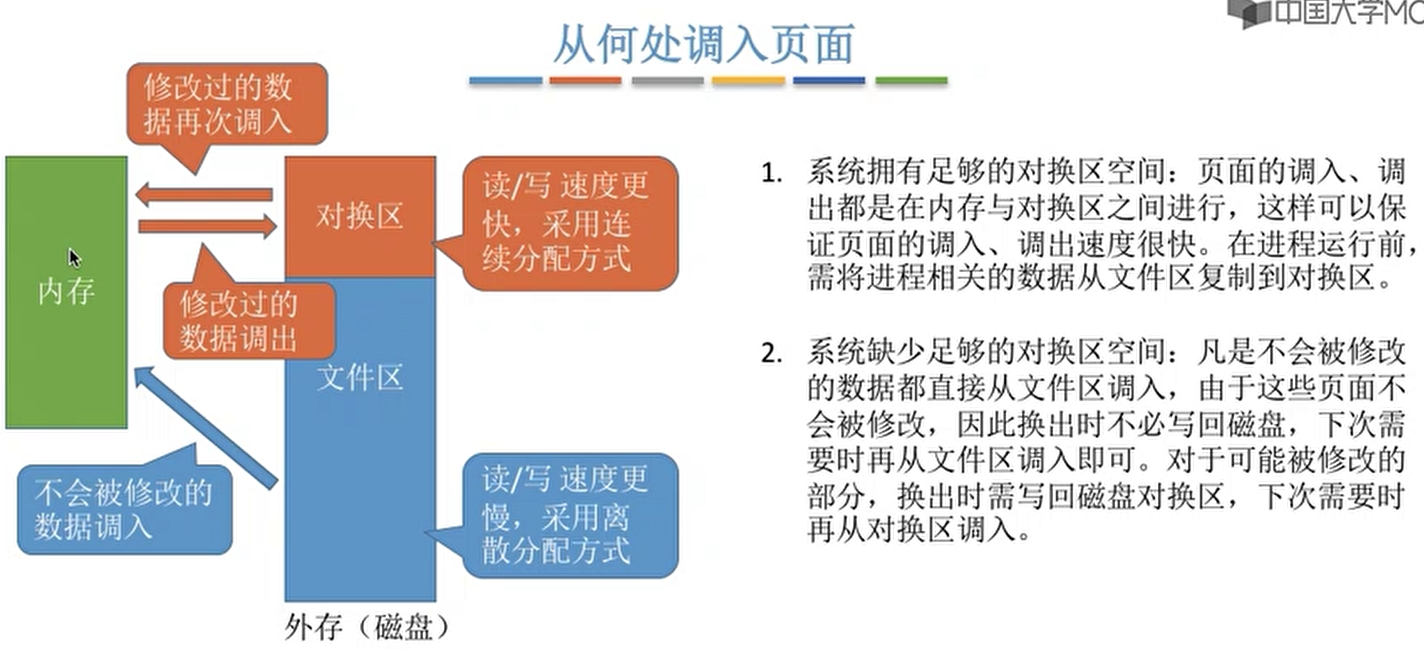 中国大学MO
从何处调入页面
修改过的数
据再次调入
内存
对换区
读/写 速度更
快，采用连
续分配方式
修改过的
数据调出
文件区
不会被修改的
数据调入
读/写 速度更
慢，采用离
散分配方式
外存（磁盘）
1. 系统拥有足够的对换区空间：页面的调入、调
出都是在内存与对换区之间进行，这样可以保
证页面的调入、调出速度很快。在进程运行前，
需将进程相关的数据从文件区复制到对换区。
2. 系统缺少足够的对换区空间：凡是不会被修改
的数据都直接从文件区调入，由于这些页面不
会被修改，因此换出时不必写回磁盘，下次需
要时再从文件区调入即可。对于可能被修改的
部分，换出时需写回磁盘对换区，下次需要时
再从对换区调入。